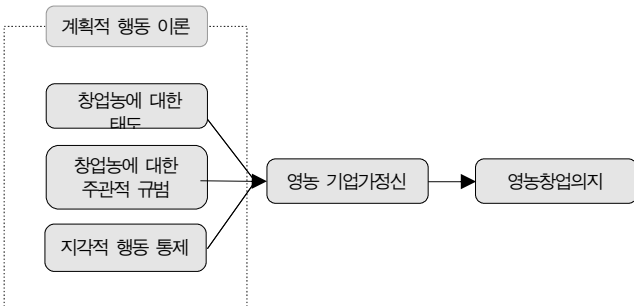 계획적 행동 이론
창업농에 대한
태도
창업농에 대한
주관적 규범
영농 기업가정신
영농창업의지
지각적 행동 통제